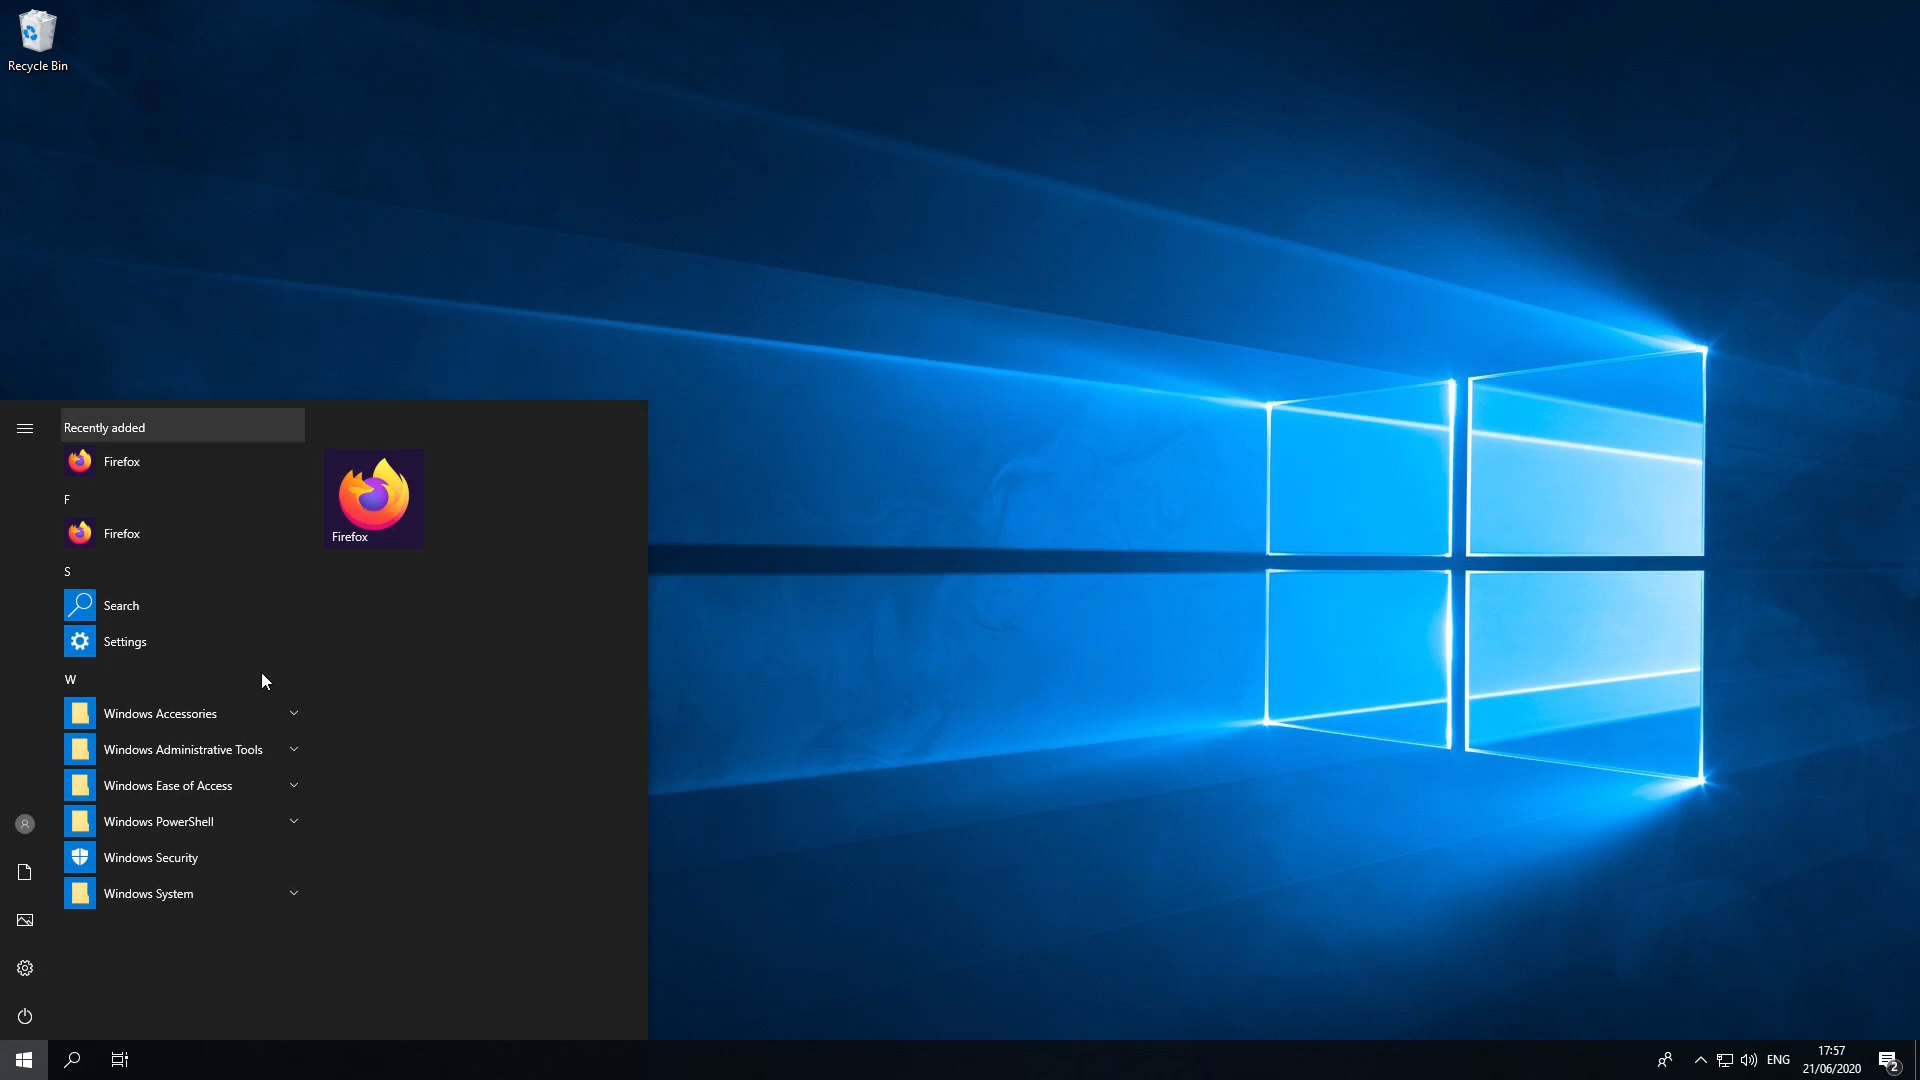 Recycle Bin
Recently added
Firefox
F
Firefox
S
Search
Settings
W
Windows Accessories
Windows Administrative Tools
Windows Ease of Access
Windows PowerShell
Windows Security
Windows System
Firefox
ENG
17:57
21/06/2020
2